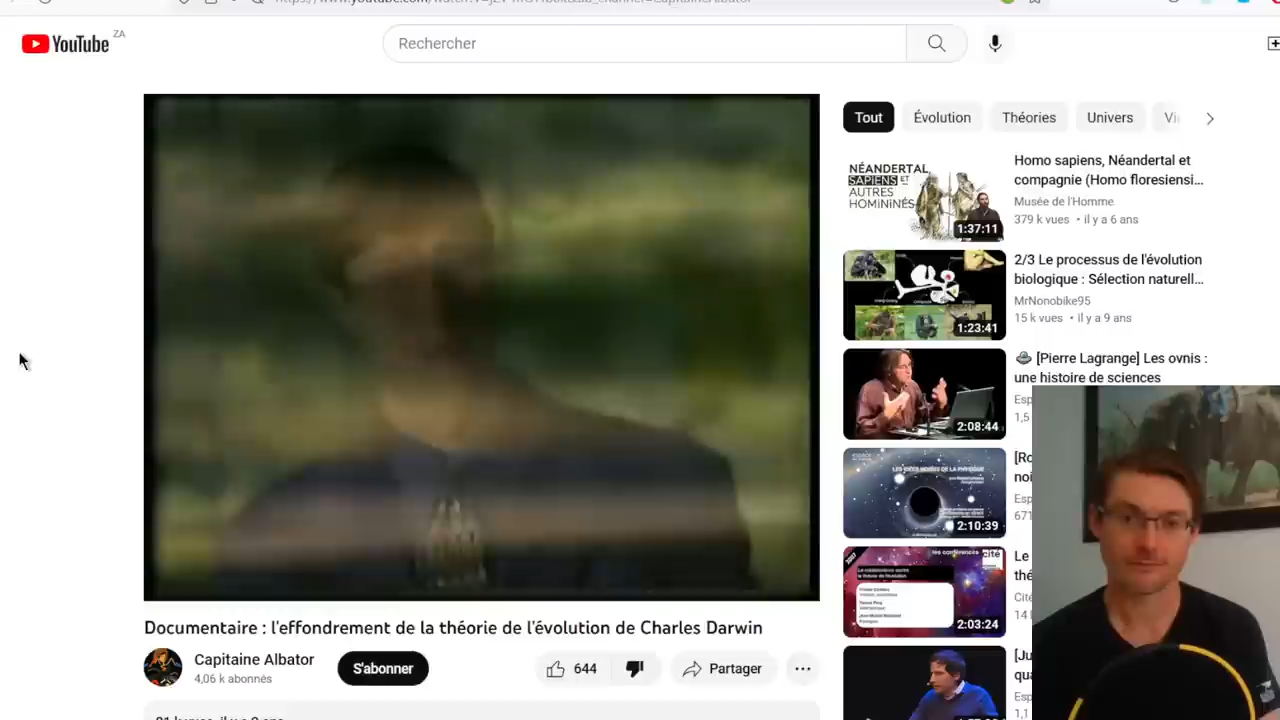 YouTube ZA
Rechercher
Tout
Évolution
Théories
Univers
NÉANDERTAL,
SAPIENS ET
AUTRES
HOMININÉS
1:37:11
Homo sapiens, Néandertal et
compagnie (Homo floresiensi...
Musée de l'Homme
379 k vues • il y a 6 ans
1:23:41
2/3 Le processus de l'évolution
biologique : Sélection naturell...
MrNonobike95
15 k vues • il y a 9 ans
2:08:44
[Pierre Lagrange] Les ovnis :
une histoire de sciences
2:10:39
les conférences
cité
2:03:24
Documentaire : l'effondrement de la théorie de l'évolution de Charles Darwin
Capitaine Albator
4,06 k abonnés
S'abonner
644
Partager